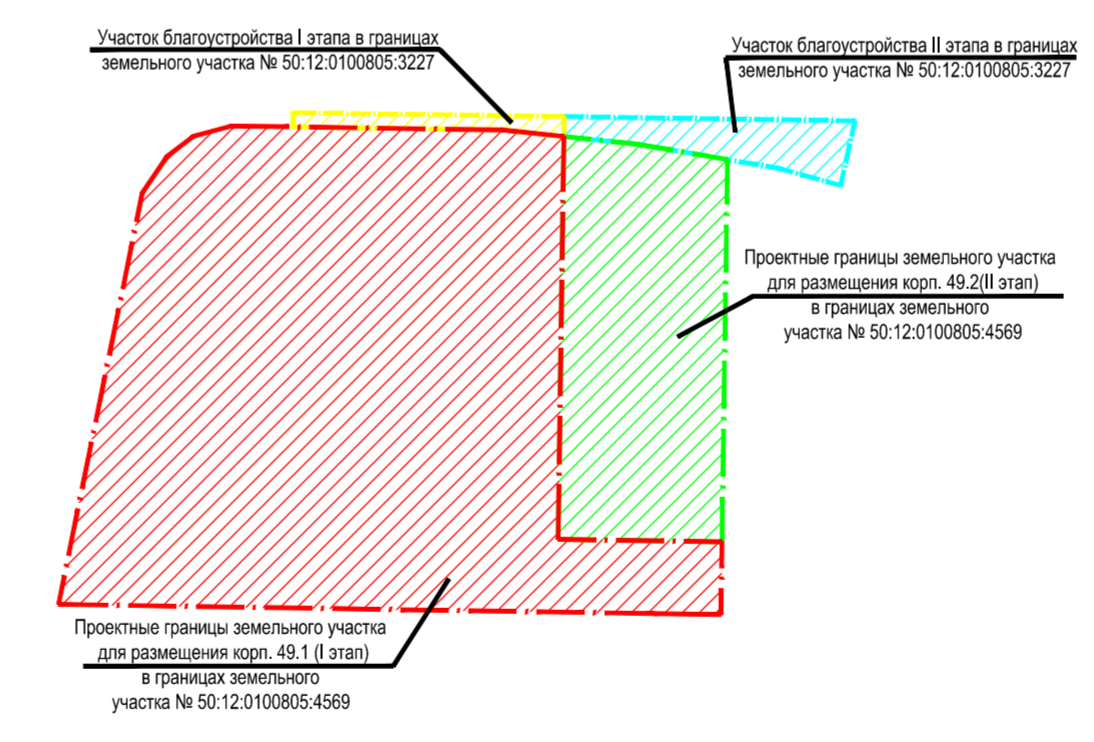 Участок благоустройства I этапа в границах
земельного участка № 50:12:0100805:3227
Участок благоустройства II этапа в границах
земельного участка № 50:12:0100805:3227
Проектные границы земельного участка
для размещения корп. 49.2(II этап)
в границах земельного
участка № 50:12:0100805:4569
Проектные границы земельного участка
для размещения корп. 49.1 (I этап)
в границах земельного
участка № 50:12:0100805:4569